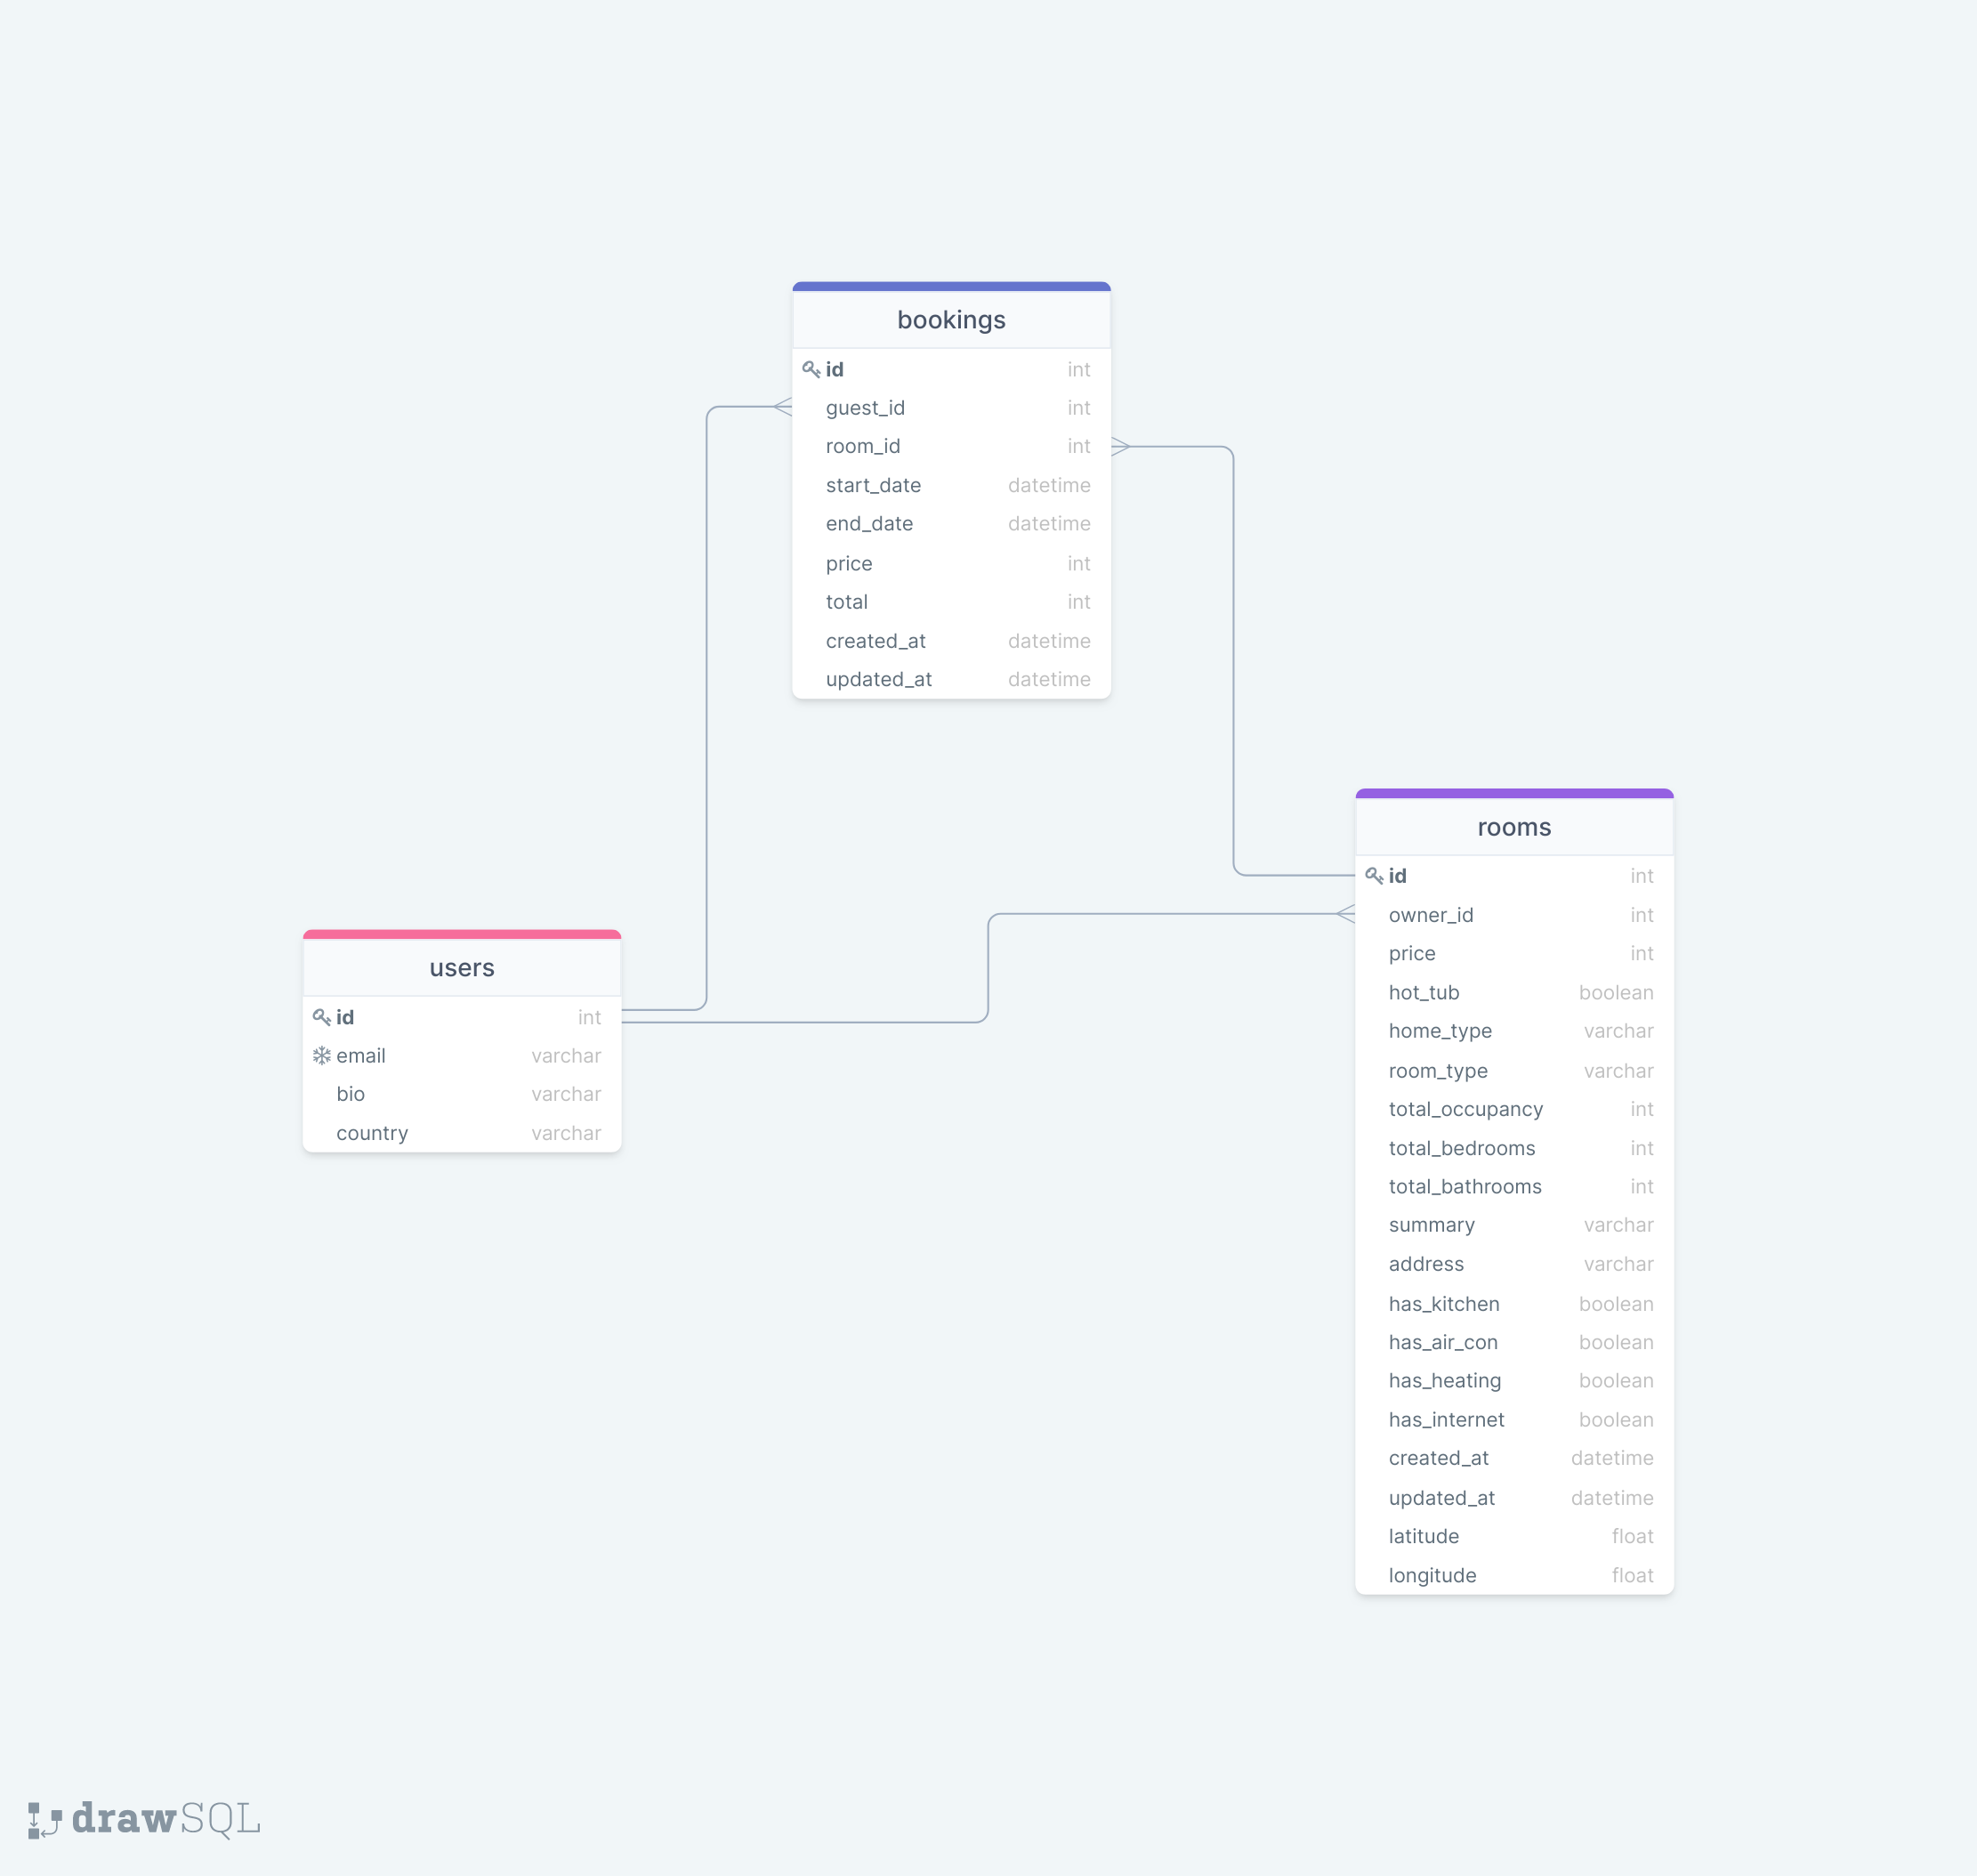 bookings
id int
guest_id int
room_id int
start_date datetime
end_date datetime
price int
total int
created_at datetime
updated_at datetime
rooms
id int
owner_id int
price int
hot_tub boolean
home_type varchar
room_type varchar
total_occupancy int
total_bedrooms int
total_bathrooms int
summary varchar
address varchar
has_kitchen boolean
has_air_con boolean
has_heating boolean
has_internet boolean
created_at datetime
updated_at datetime
latitude float
longitude float
users
id int
email varchar
bio varchar
country varchar
drawSQL